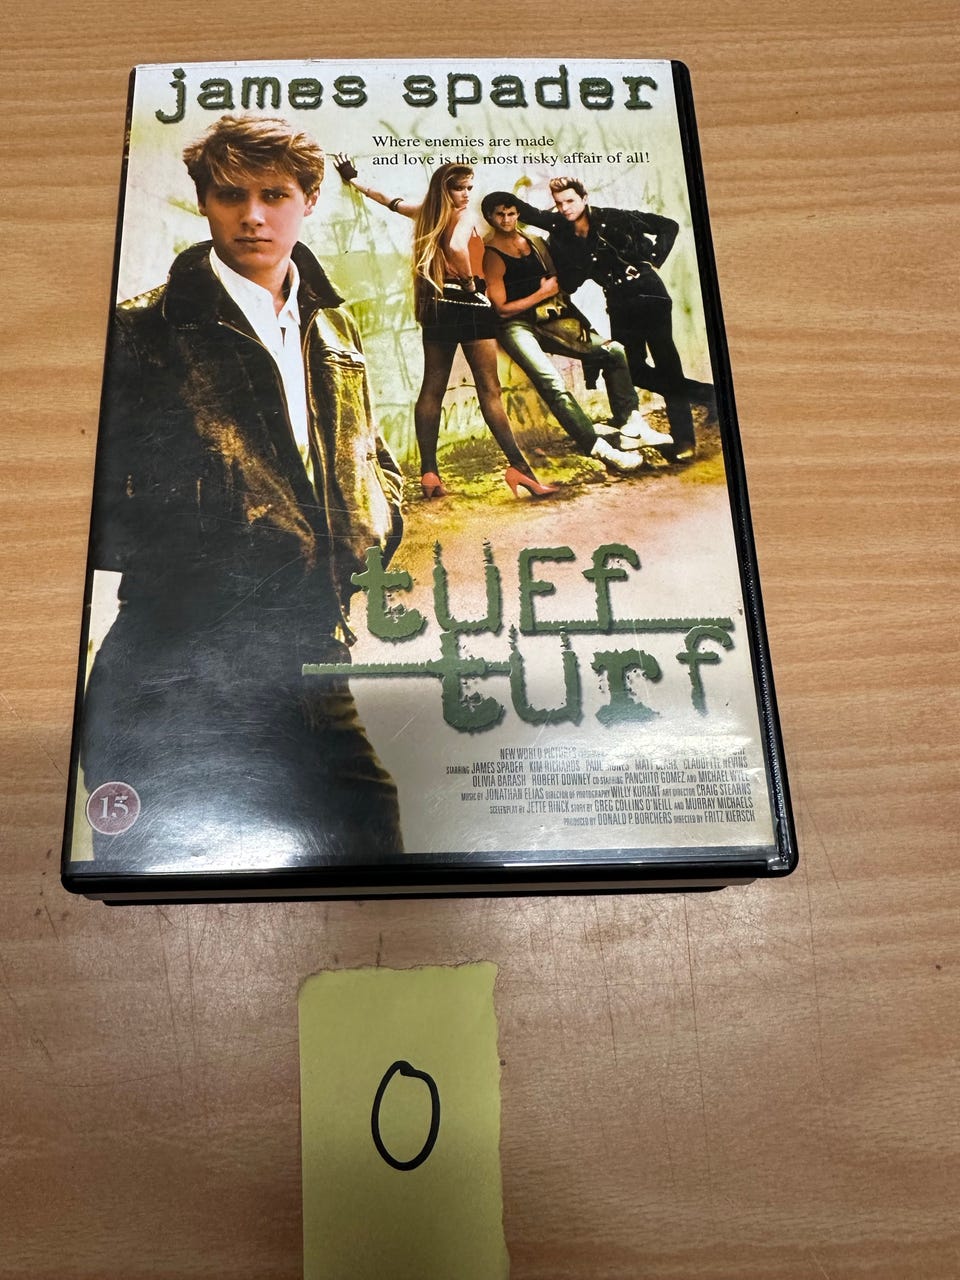 james spader
Where enemies are made
and love is the most risky affair of all!
tuff
turf
NEW WORLD PICTURES
STARRING JAMES SPADER KIM RICHARDS PAUL MATT CLARK CLAUDETTE NEVINS
OLIVIA BARASH ROBERT DOWNEY CO-STARRING PANCHITO GOMEZ AND MICHAEL WYLE
MUSIC BY JONATHAN ELIAS DIRECTOR OF PHOTOGRAPHY WILLY KURANT ART DIRECTOR CRAIG STEARNS
SCREENPLAY BY JETTE RINCK STORY BY GREG COLLINS O'NEILL AND MURRAY MICHAELS
PRODUCED BY DONALD P. BORCHERS DIRECTED BY FRITZ KIERSCH
15
0